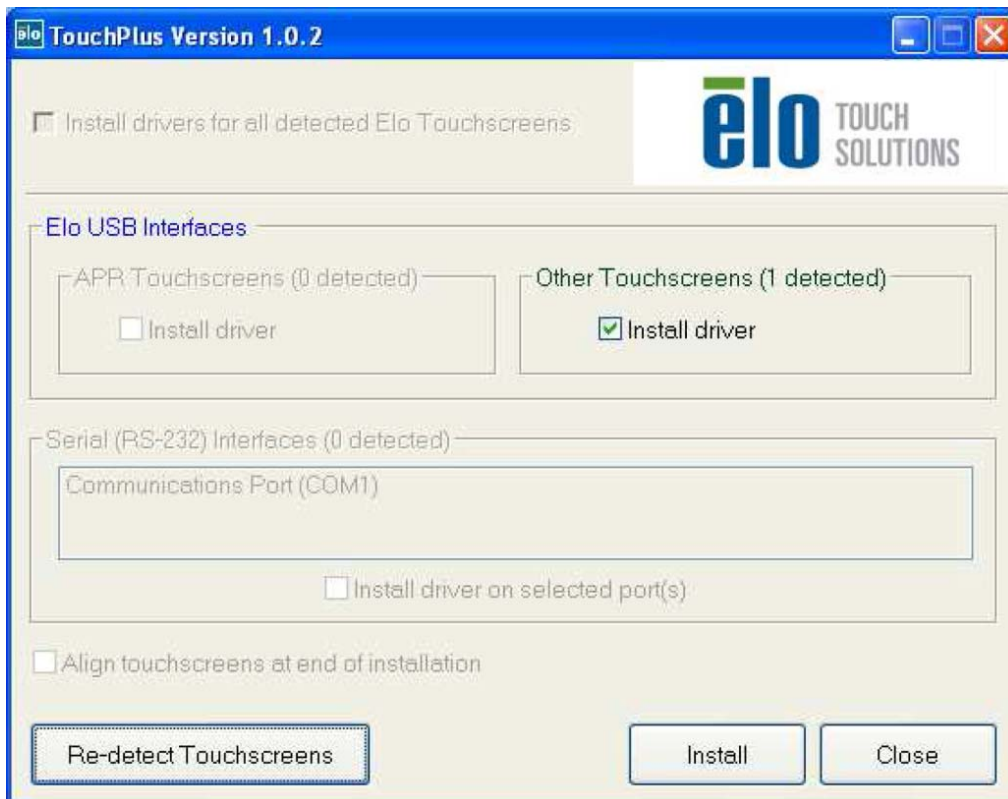 elo TouchPlus Version 1.0.2
Install drivers for all detected Elo Touchscreens
elo TOUCH SOLUTIONS
Elo USB Interfaces
APR Touchscreens (0 detected)
Other Touchscreens (1 detected)
Install driver
Install driver
Serial (RS-232) Interfaces (0 detected)
Communications Port (COM1)
Install driver on selected port(s)
Align touchscreens at end of installation
Re-detect Touchscreens
Install
Close